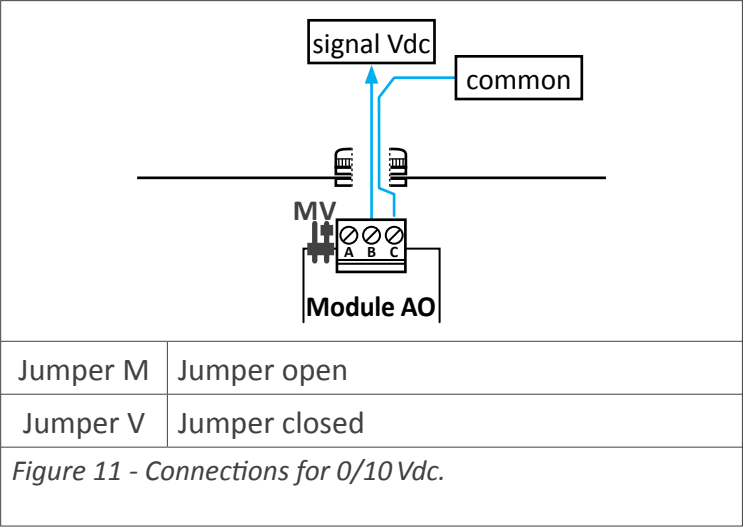 signal Vdc
common
MV
A B C
Module AO
Jumper M Jumper open
Jumper V Jumper closed
Figure 11 - Connections for 0/10 Vdc.